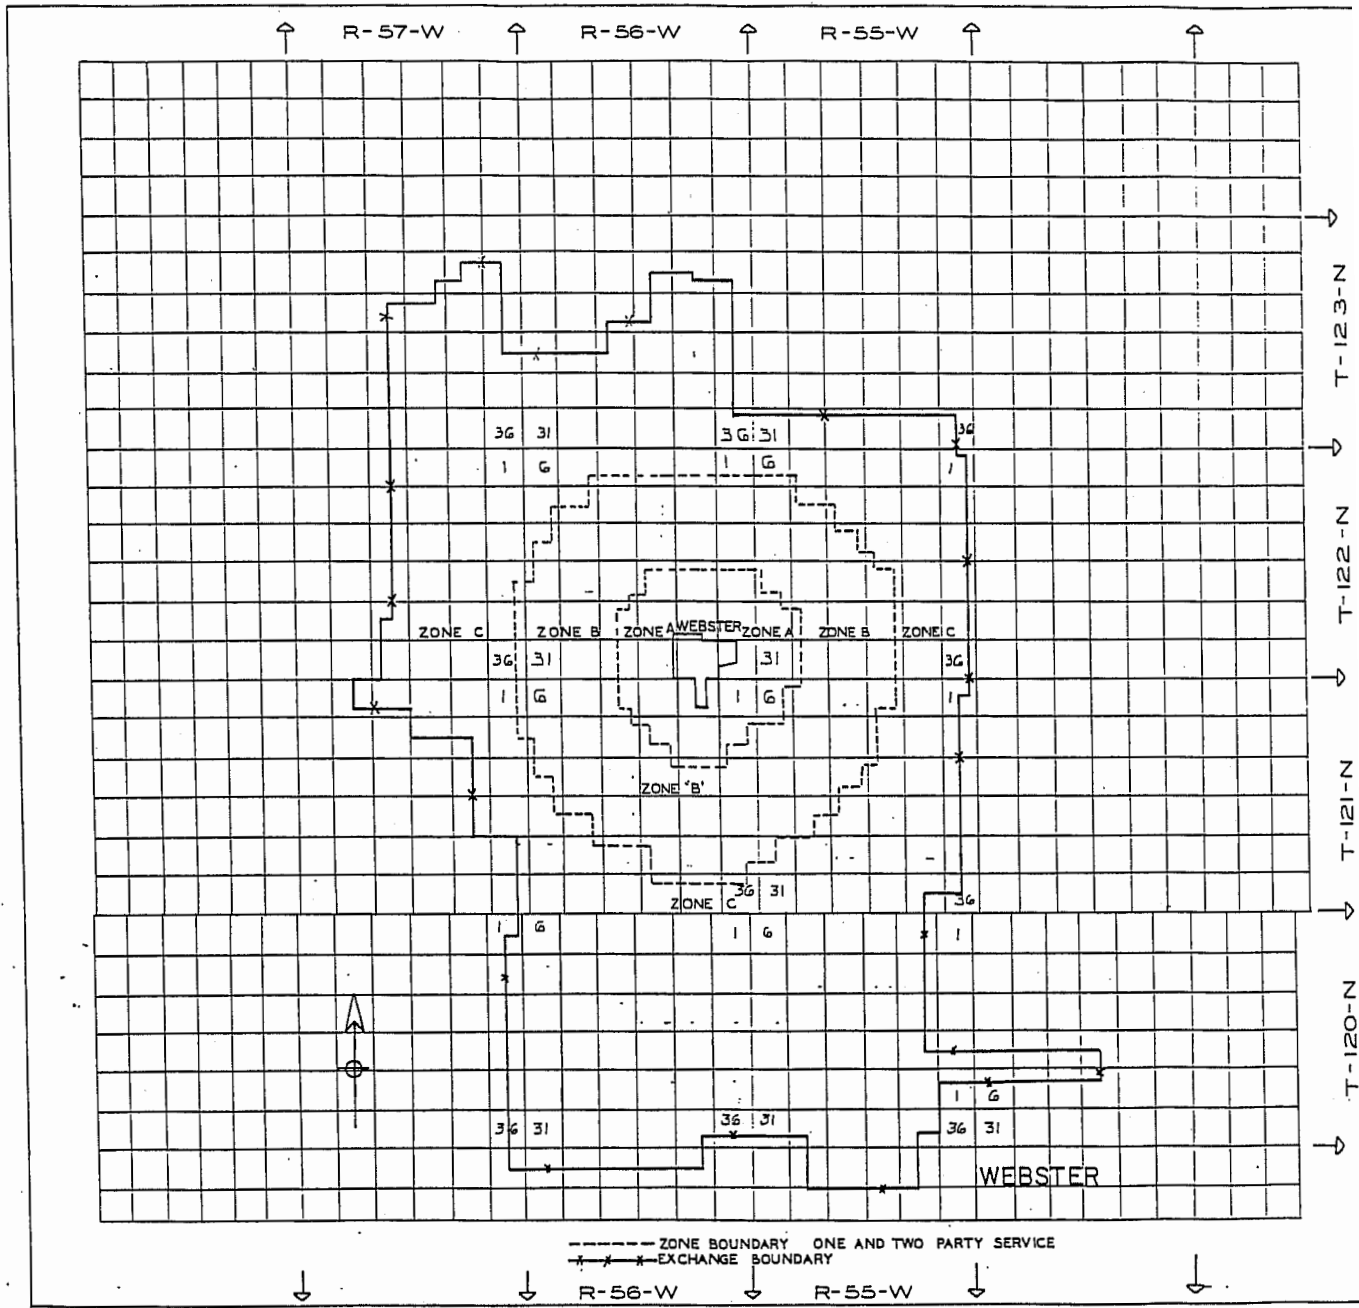 R-57-W R-56-W R-55-W
T-123-N
36 31 36 31 36
1 6 1 6 1
T-122-N
ZONE C ZONE B ZONE A WEBSTER ZONE A ZONE B ZONE C
36 31 31 36
1 6 1 6 1
ZONE "B"
T-121-N
36 31
ZONE C 36
1 6 1 6 1
T-120-N
1 6
36 31 36 31 36 31
WEBSTER
ZONE BOUNDARY ONE AND TWO PARTY SERVICE
EXCHANGE BOUNDARY
R-56-W R-55-W